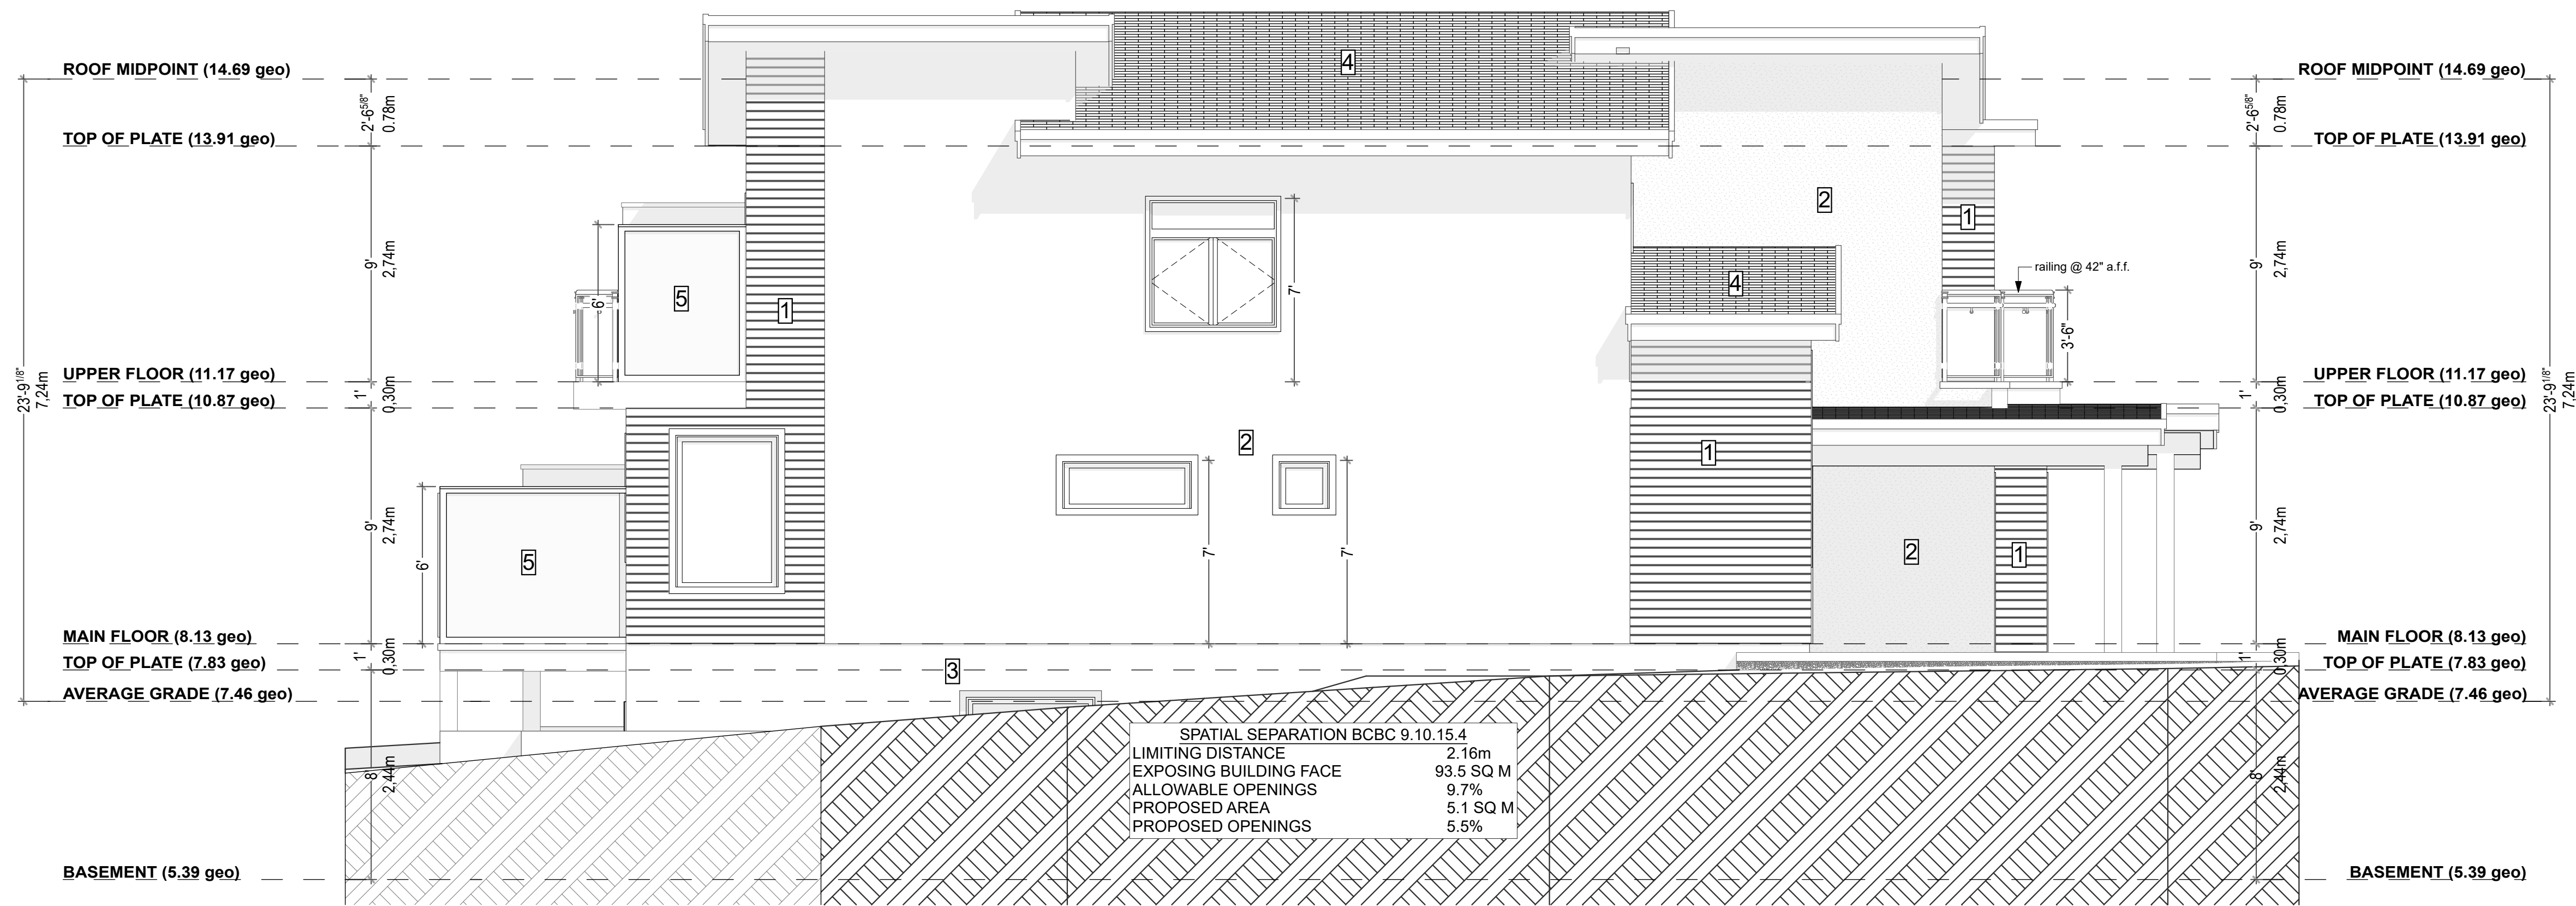 ROOF MIDPOINT (14.69 geo)
TOP OF PLATE (13.91 geo)
UPPER FLOOR (11.17 geo)
TOP OF PLATE (10.87 geo)
MAIN FLOOR (8.13 geo)
TOP OF PLATE (7.83 geo)
AVERAGE GRADE (7.46 geo)
BASEMENT (5.39 geo)
23'-9 1/8"
7,24m
2'-6 5/8"
0.78m
9'
2,74m
1'
0,30m
9'
2,74m
1'
0,30m
8'
2,44m
6'
6'
5
5
1
4
2
3
7'
7'
7'
4
1
2
1
2
1
railing @ 42" a.f.f.
3'-6"
SPATIAL SEPARATION BCBC 9.10.15.4
LIMITING DISTANCE 2.16m
EXPOSING BUILDING FACE 93.5 SQ M
ALLOWABLE OPENINGS 9.7%
PROPOSED AREA 5.1 SQ M
PROPOSED OPENINGS 5.5%
2'-6 5/8"
0.78m
9'
2,74m
1'
0,30m
9'
2,74m
1'
0,30m
8'
2,44m
ROOF MIDPOINT (14.69 geo)
TOP OF PLATE (13.91 geo)
UPPER FLOOR (11.17 geo)
TOP OF PLATE (10.87 geo)
MAIN FLOOR (8.13 geo)
TOP OF PLATE (7.83 geo)
AVERAGE GRADE (7.46 geo)
BASEMENT (5.39 geo)
23'-9 1/8"
7,24m